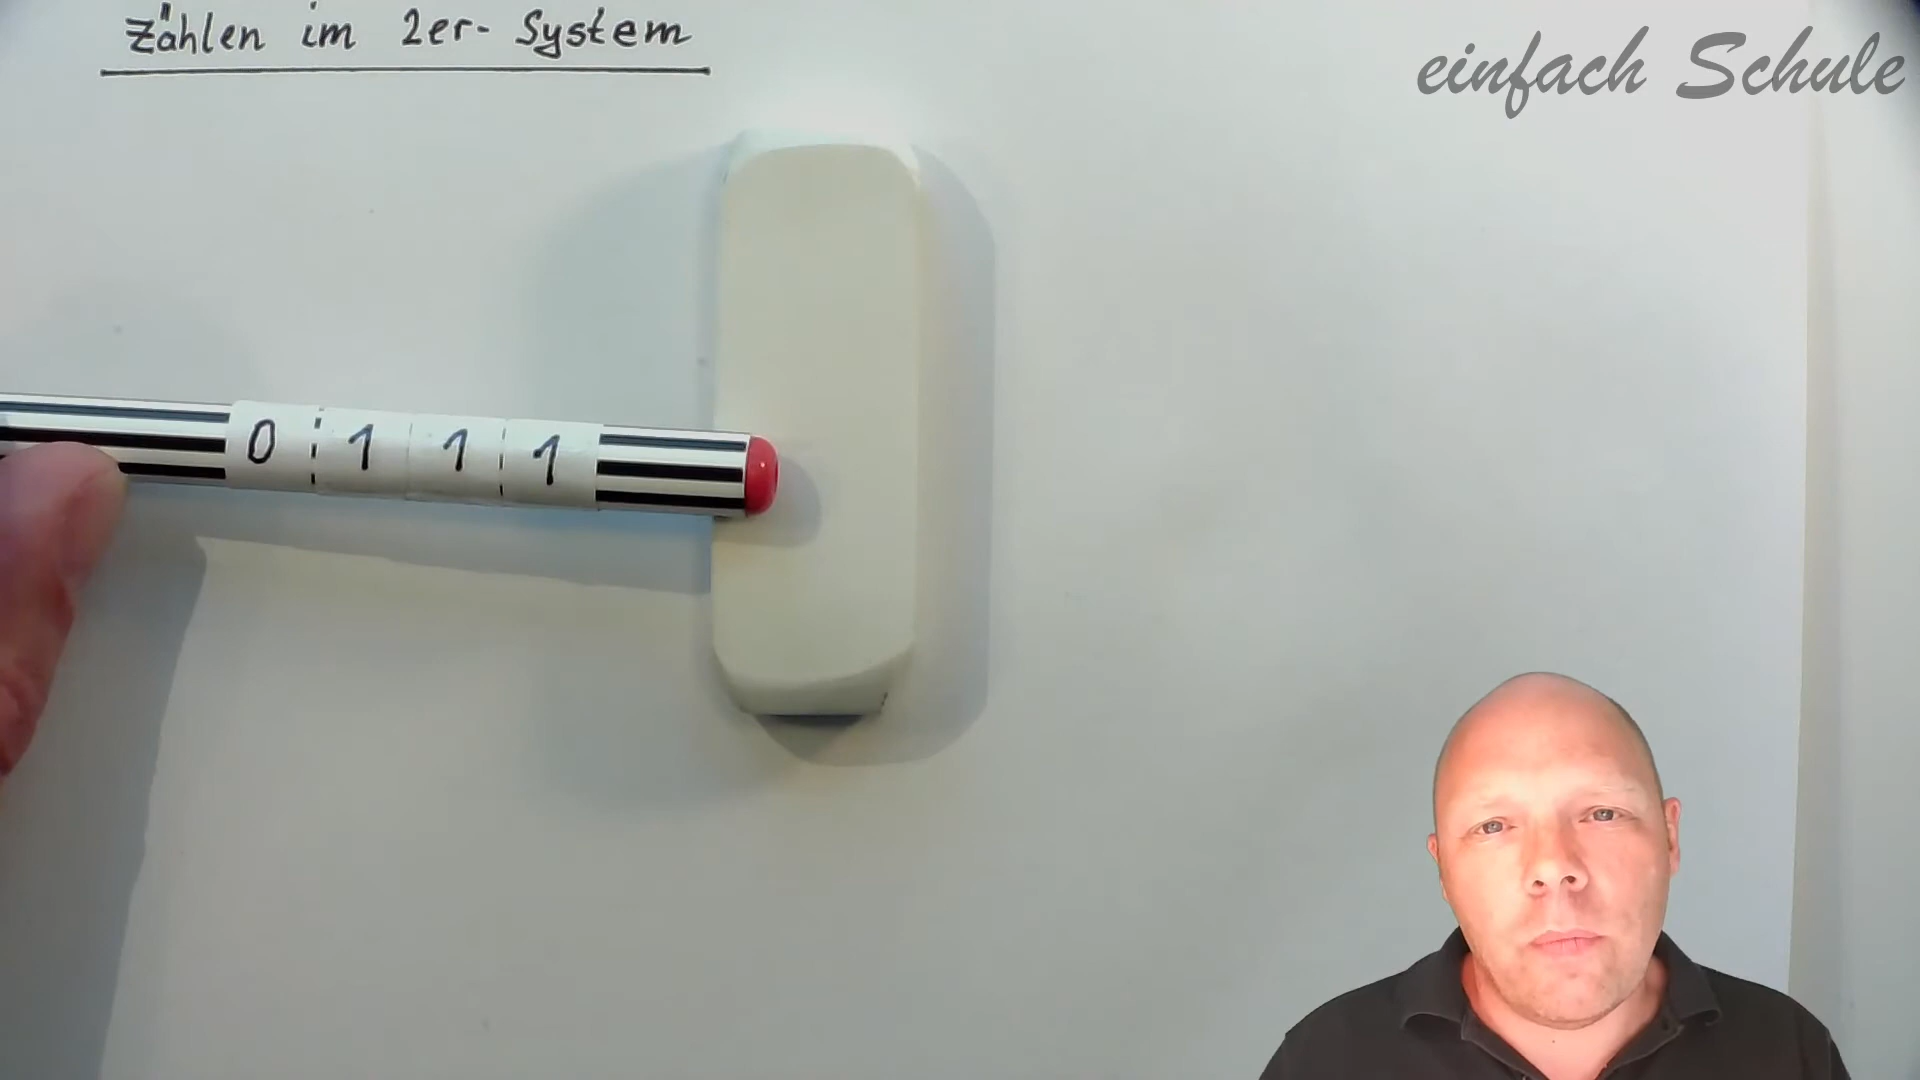 Zählen im 2er-System
einfach Schule
0 1 1 1